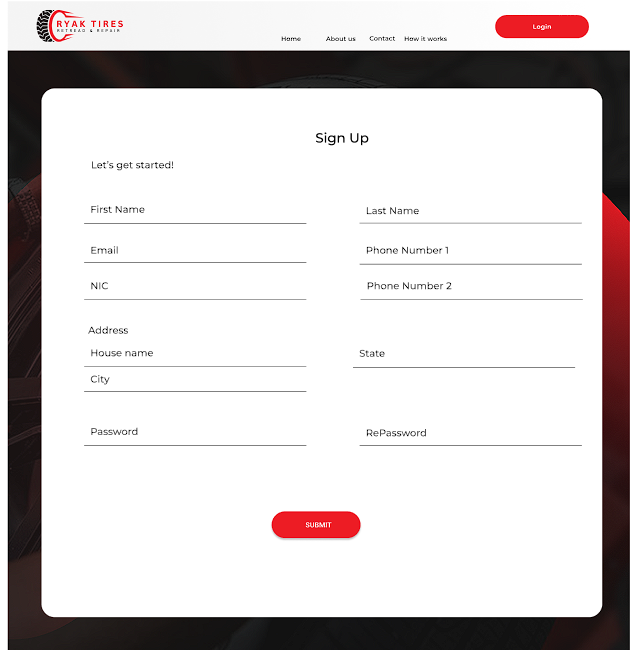 RYAK TIRES
RETREAD & REPAIR
Home
About us
Contact
How it works
Login
Sign Up
Let's get started!
First Name
Last Name
Email
Phone Number 1
NIC
Phone Number 2
Address
House name
State
City
Password
RePassword
SUBMIT